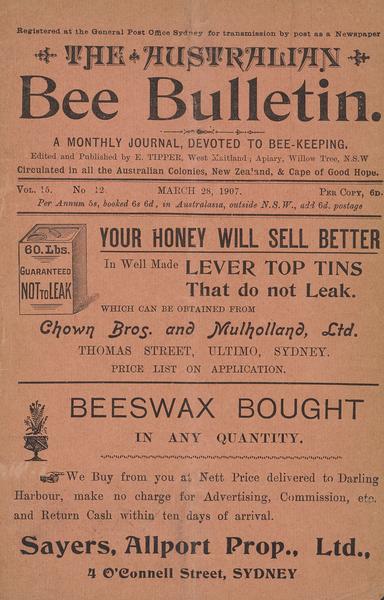 Registered at the General Post Office Sydney for transmission by post as a Newspaper
THE AUSTRALIAN
Bee Bulletin.
A MONTHLY JOURNAL, DEVOTED TO BEE-KEEPING.
Edited and Published by E. TIPPER, West Maitland; Apiary, Willow Tree, N.S.W
Circulated in all the Australian Colonies, New Zealand, & Cape of Good Hope.
VOL. 15. No 12. MARCH 28, 1907. PER COPY, 6D.
Per Annum 5s, booked 6s 6d, in Australasia, outside N.S.W., add 6d. postage
60. Lbs.
GUARANTEED
NOT TO LEAK
YOUR HONEY WILL SELL BETTER
In Well Made LEVER TOP TINS
That do not Leak.
WHICH CAN BE OBTAINED FROM
Chown Bros. and Mulholland, Ltd.
THOMAS STREET, ULTIMO, SYDNEY.
PRICE LIST ON APPLICATION.
BEESWAX BOUGHT
IN ANY QUANTITY.
We Buy from you at Nett Price delivered to Darling
Harbour, make no charge for Advertising, Commission, etc.
and Return Cash within ten days of arrival.
Sayers, Allport Prop., Ltd.,
4 O'Connell Street, SYDNEY